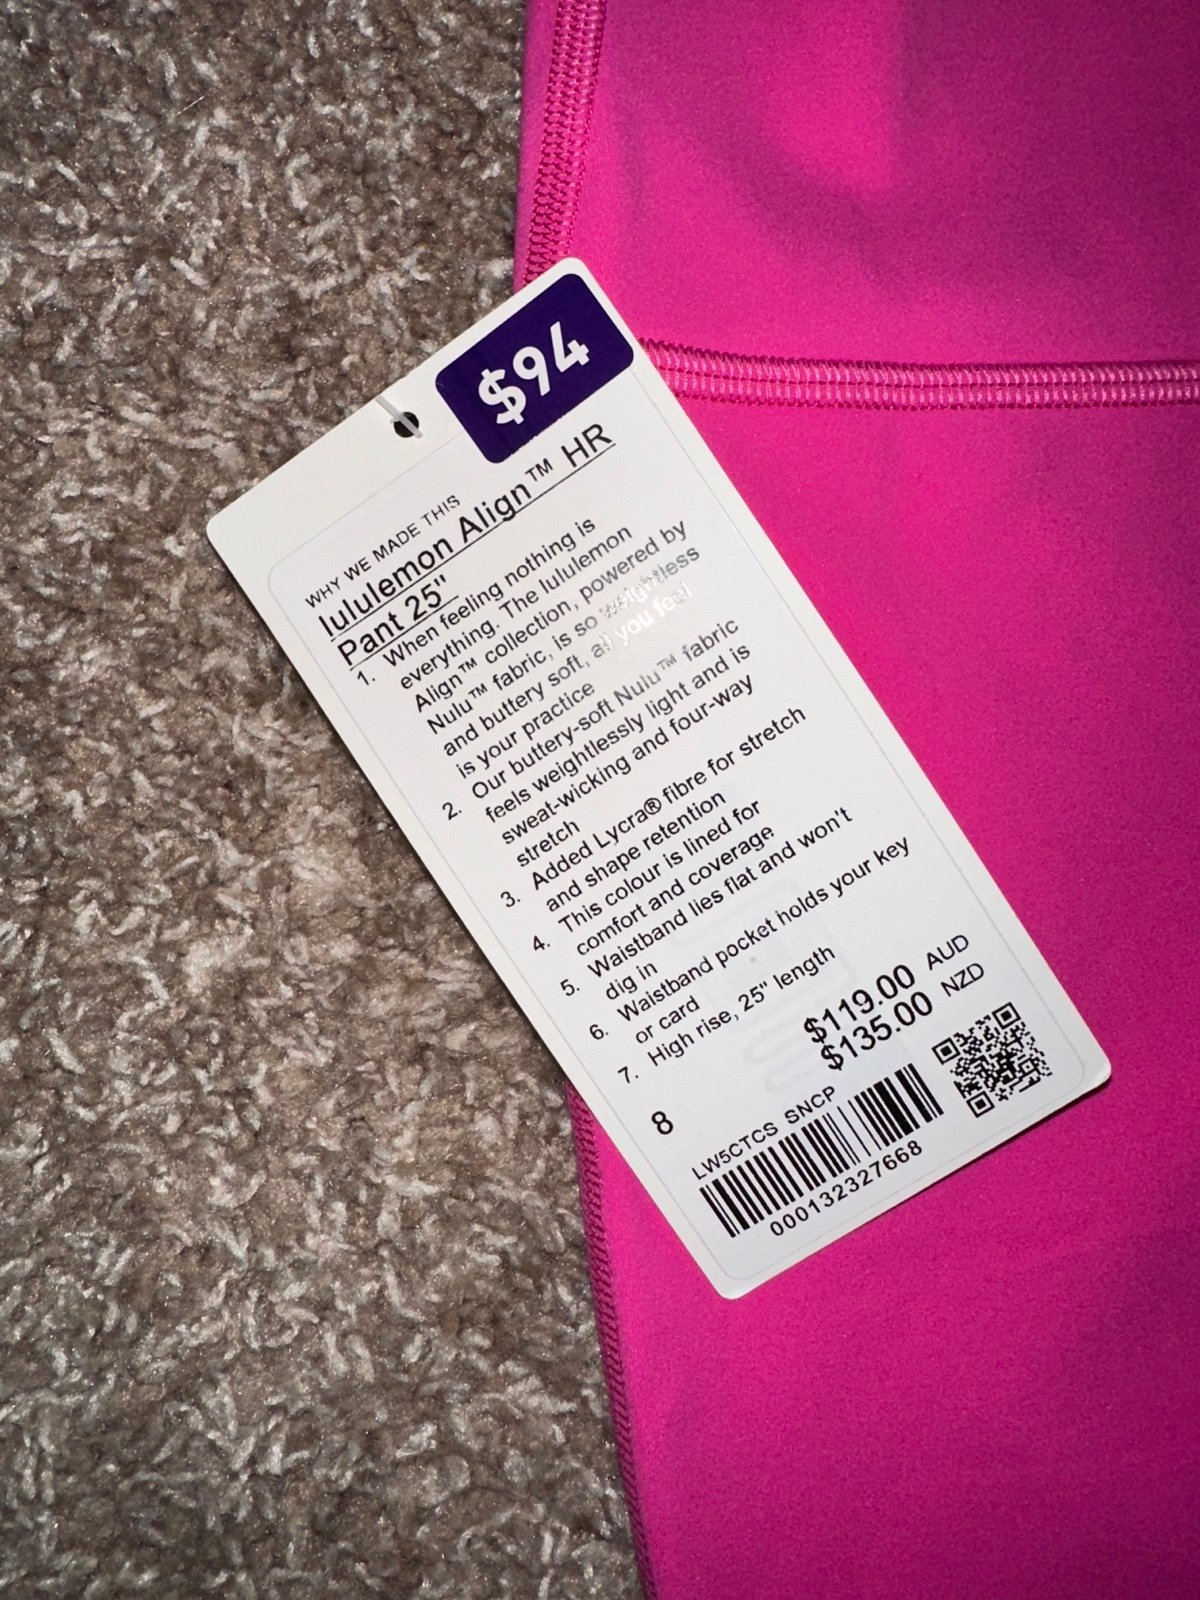 $94
WHY WE MADE THIS
lululemon Align™ HR
Pant 25"
1. When feeling nothing is
everything. The lululemon
Align™ collection, powered by
Nulu™ fabric, is so weightless
and buttery soft, all you feel
is your practice
2. Our buttery-soft Nulu™ fabric
feels weightlessly light and is
sweat-wicking and four-way
stretch
3. Added Lycra® fibre for stretch
and shape retention
4. This colour is lined for
comfort and coverage
5. Waistband lies flat and won't
dig in
6. Waistband pocket holds your key
or card
7. High rise, 25" length
$119.00 AUD
$135.00 NZD
8
LW5CTCS SNCP
000132327668